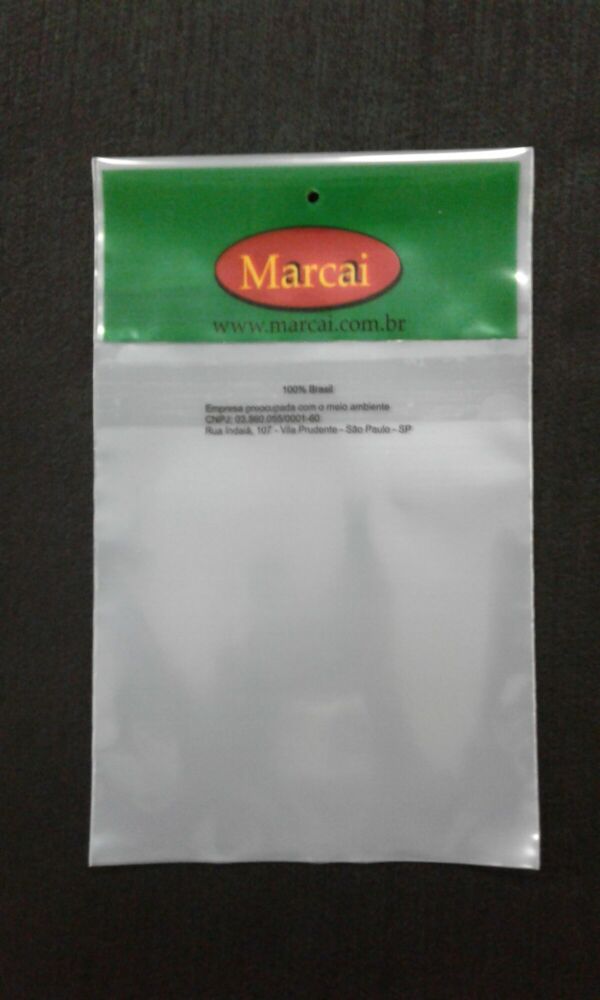 Marcai
www.marcai.com.br
100% Brasil
Empresa preocupada com o meio ambiente
CNPJ: 03.860.055/0001-60
Rua Indaiá, 107 - Vila Prudente - São Paulo - SP